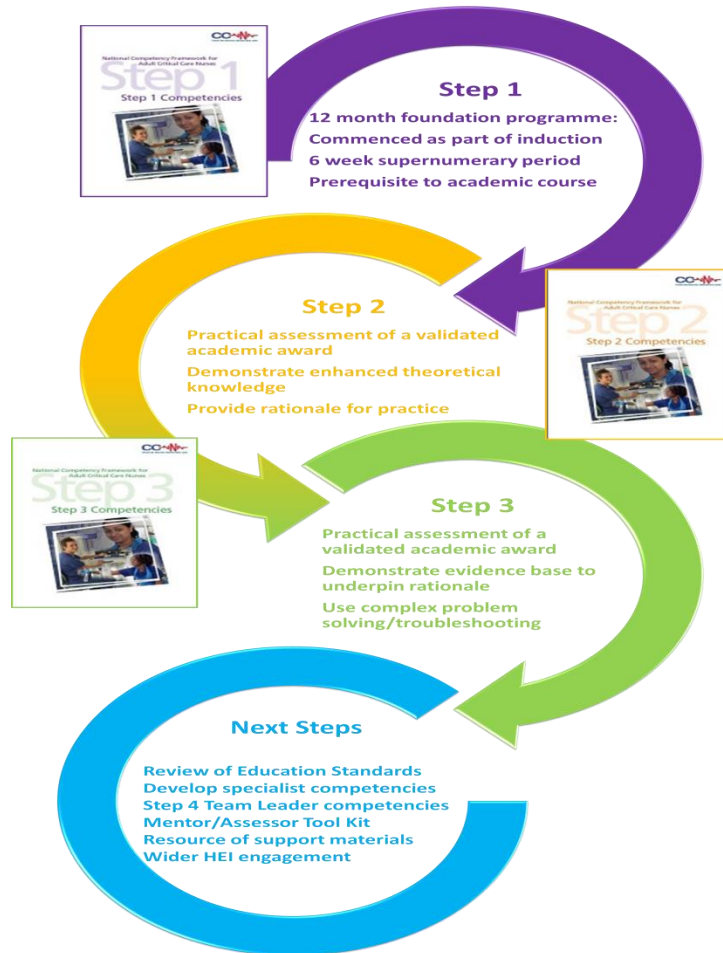 CC-N-
National Competency Framework for
Adult Critical Care Nurses
Step 1
Step 1 Competencies
Step 1
12 month foundation programme:
Commenced as part of induction
6 week supernumerary period
Prerequisite to academic course
Step 2
Practical assessment of a validated
academic award
Demonstrate enhanced theoretical
knowledge
Provide rationale for practice
National Competency Framework for
Adult Critical Care Nurses
Step 2
Step 2 Competencies
National Competency Framework for
Adult Critical Care Nurses
Step 3
Step 3 Competencies
Step 3
Practical assessment of a
validated academic award
Demonstrate evidence base to
underpin rationale
Use complex problem
solving/troubleshooting
Next Steps
Review of Education Standards
Develop specialist competencies
Step 4 Team Leader competencies
Mentor/Assessor Tool Kit
Resource of support materials
Wider HEI engagement